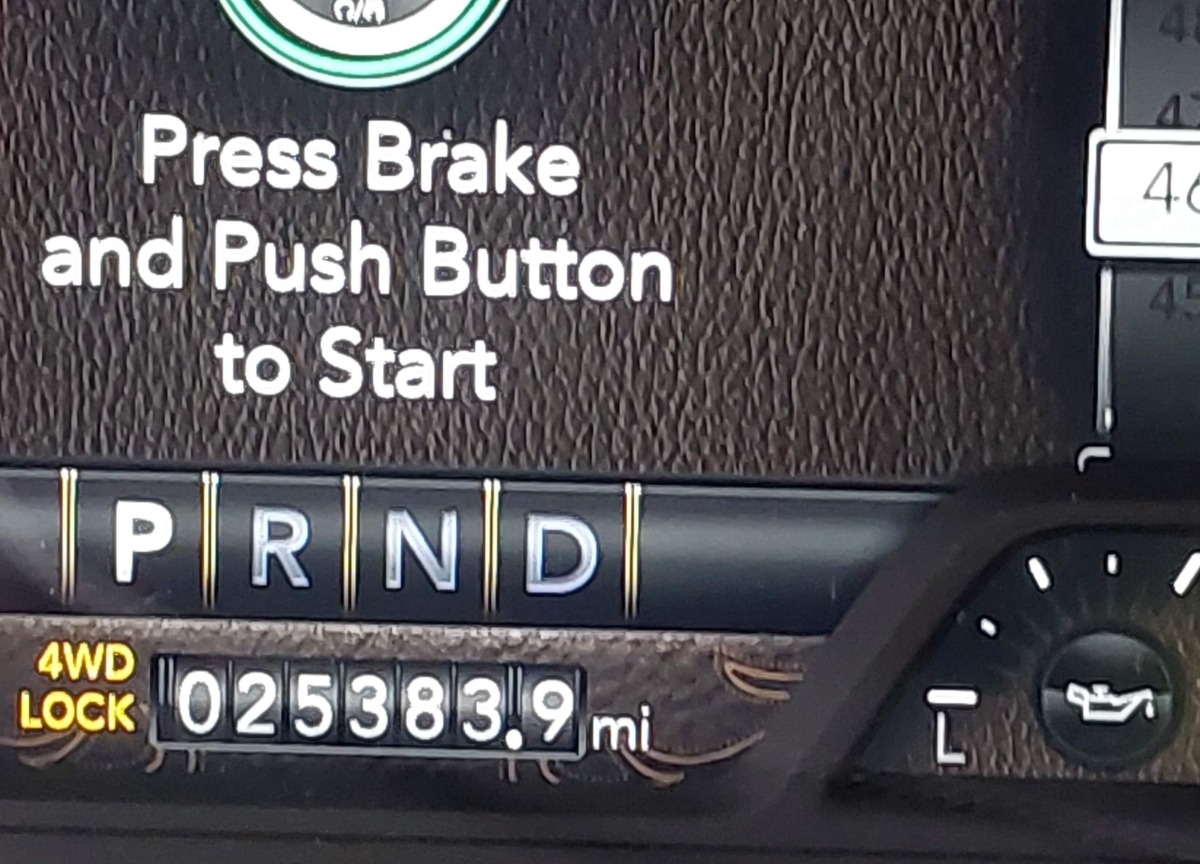 Press Brake
and Push Button
to Start
P R N D
4WD
LOCK
025383.9 mi
L